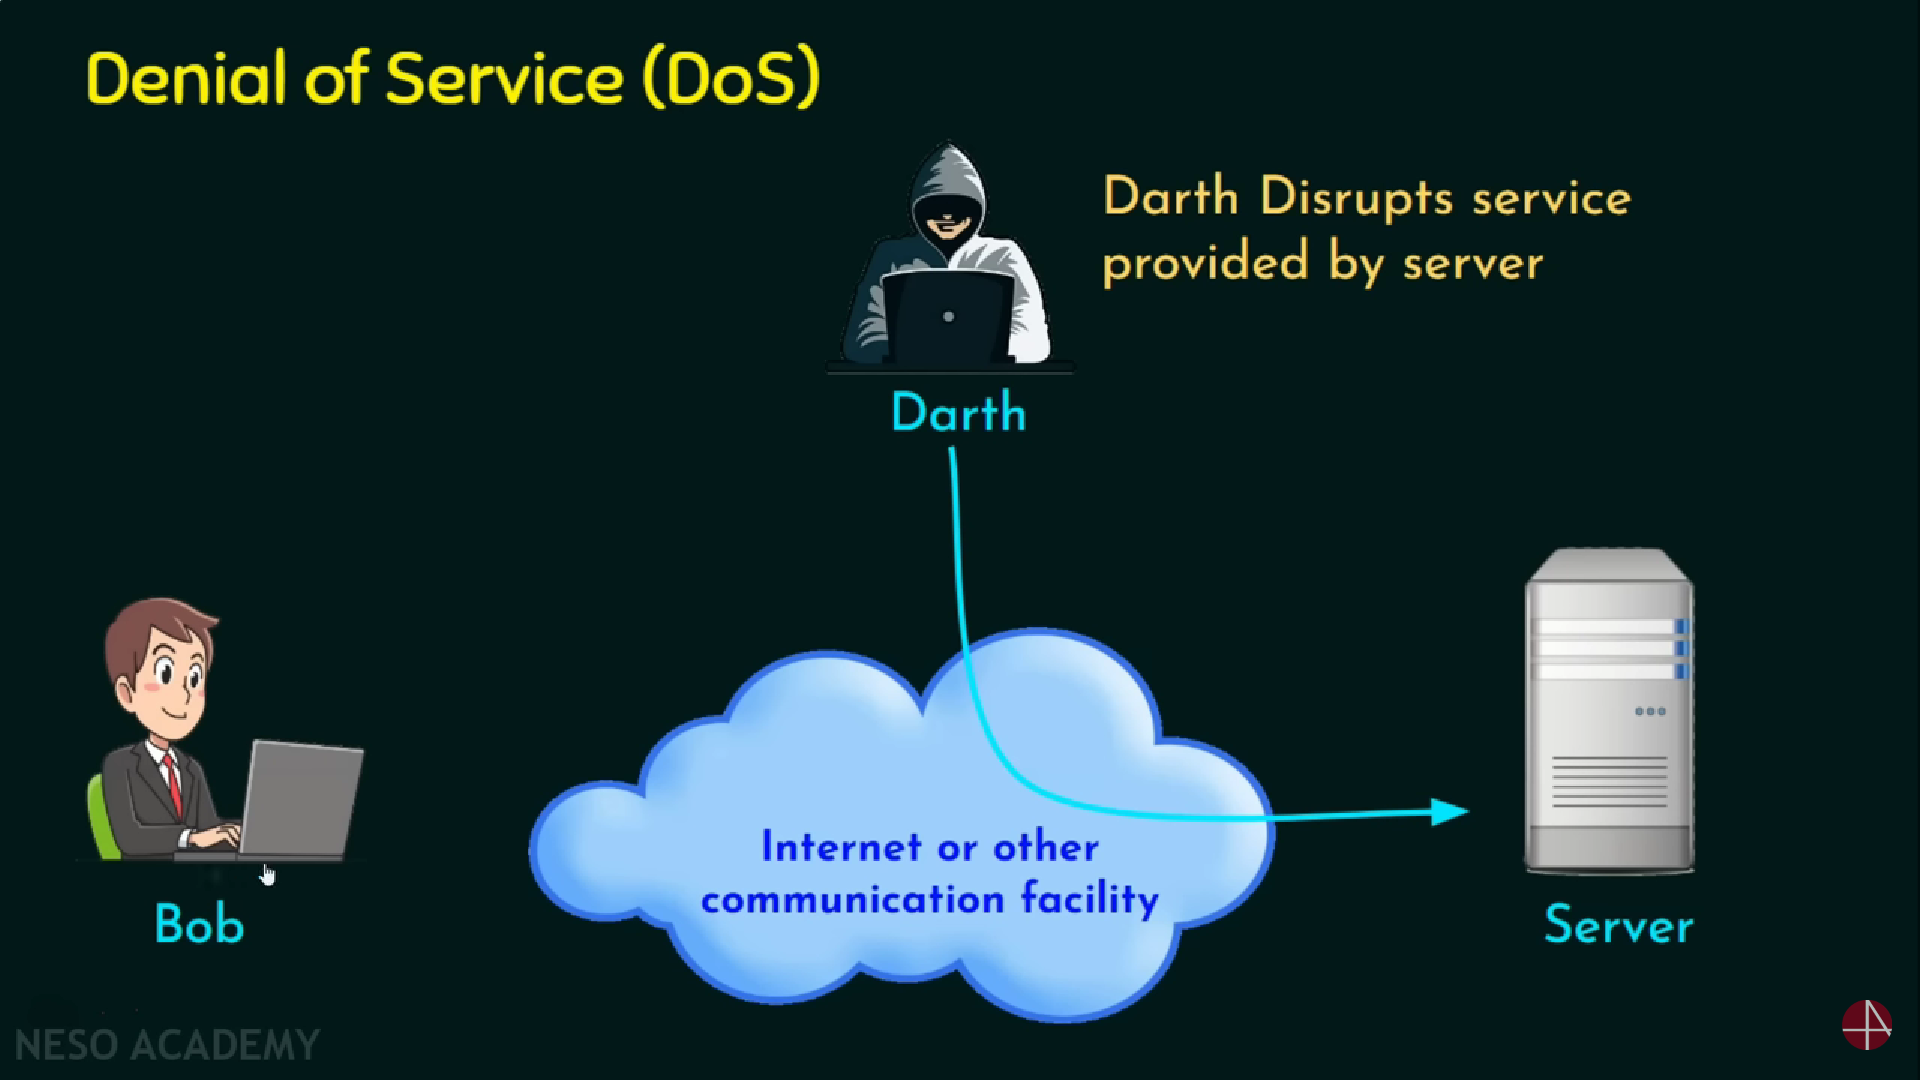 Denial of Service (DoS)
Darth Disrupts service
provided by server
Darth
Internet or other
communication facility
Bob
Server
NESO ACADEMY